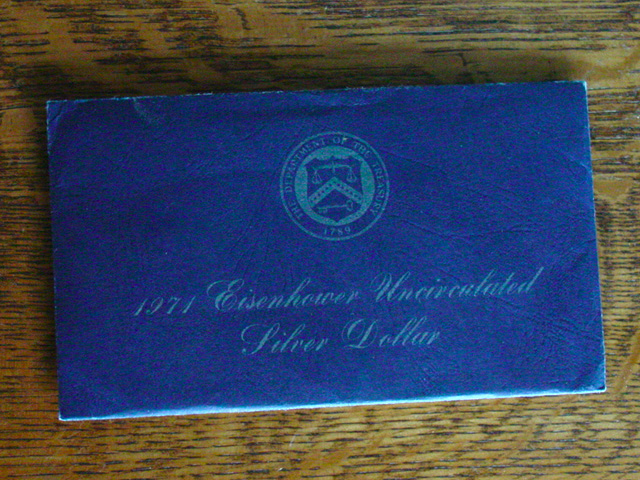 THE DEPARTMENT OF THE TREASURY
1789
1971 Eisenhower Uncirculated
Silver Dollar